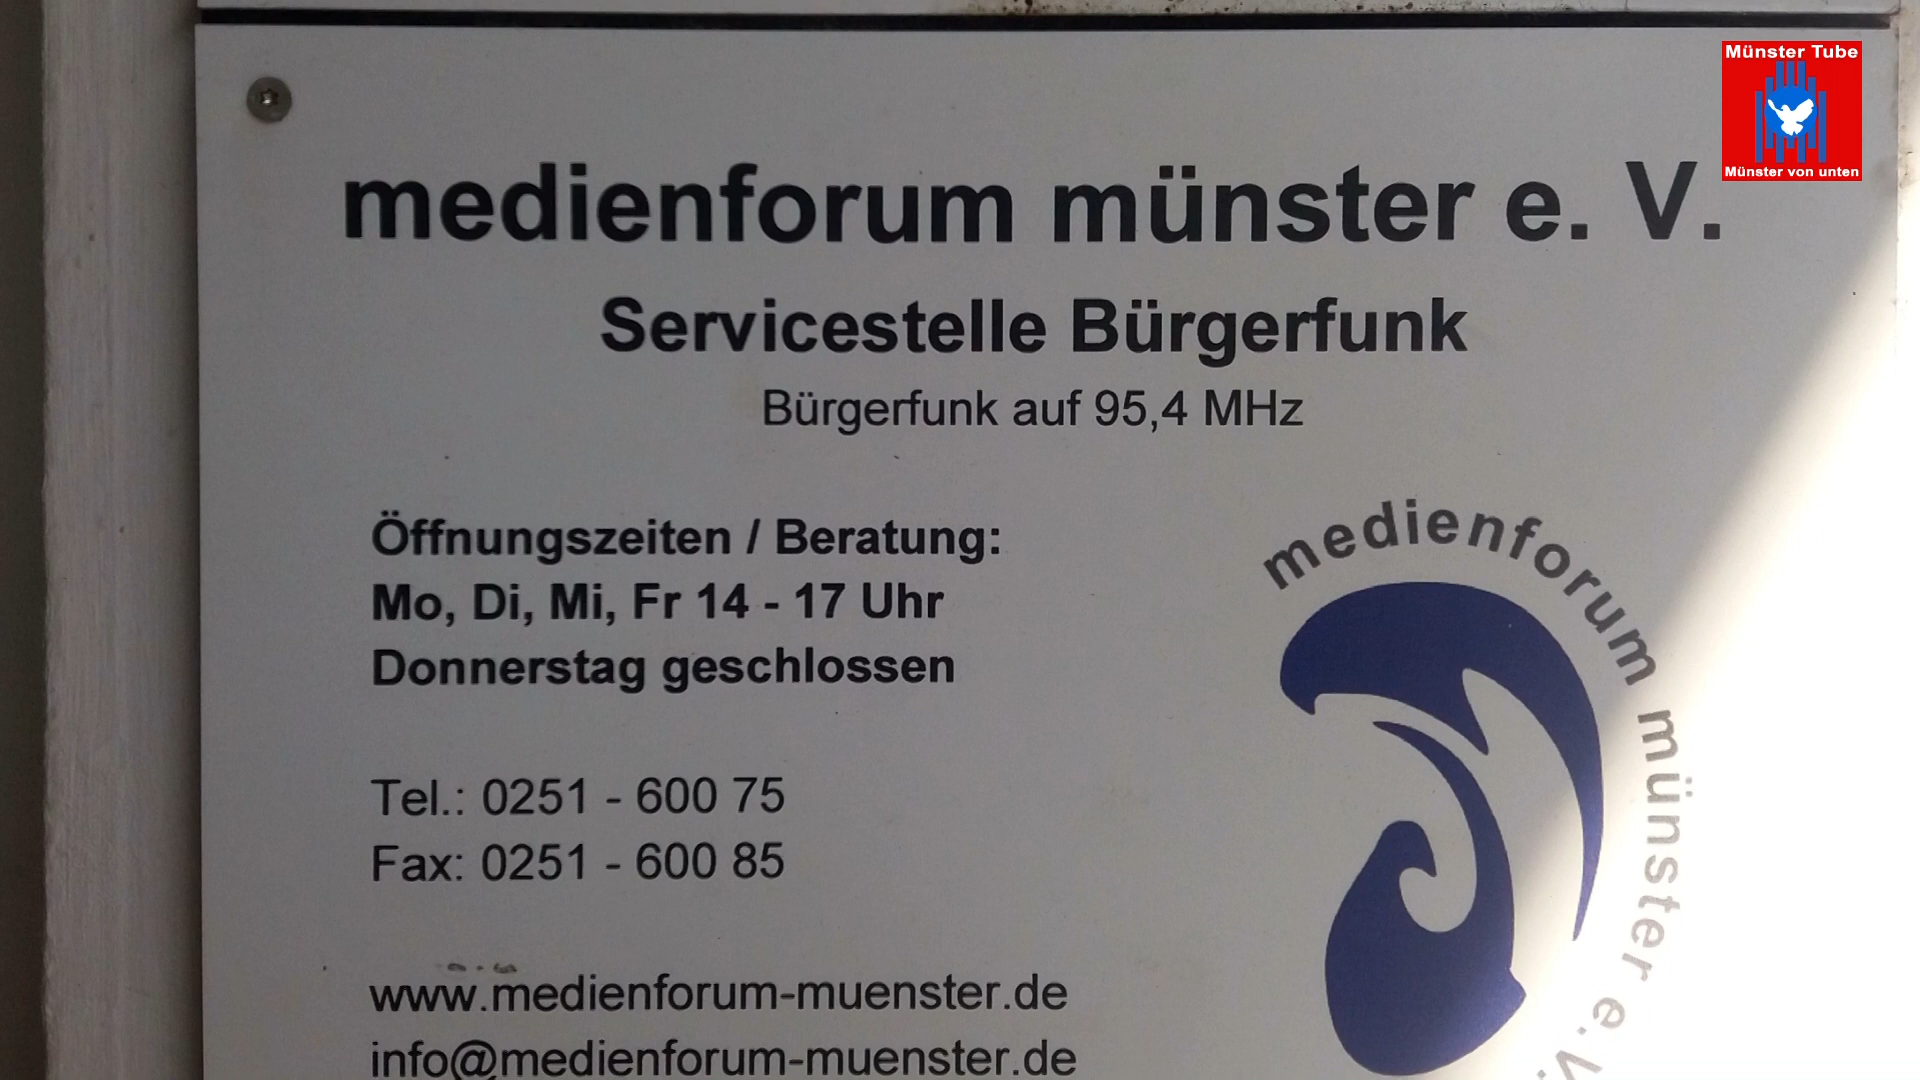 Münster Tube
Münster von unten
medienforum münster e. V.
Servicestelle Bürgerfunk
Bürgerfunk auf 95,4 MHz
Öffnungszeiten / Beratung:
Mo, Di, Mi, Fr 14 - 17 Uhr
Donnerstag geschlossen
Tel.: 0251 - 600 75
Fax: 0251 - 600 85
www.medienforum-muenster.de
info@medienforum-muenster.de
medienforum münster e.V.